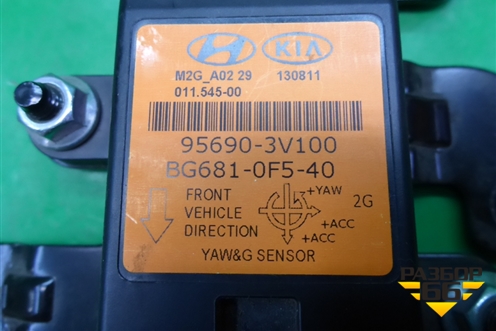 KIA
M2G_A02 29 130811
011.545-00
95690-3V100
BG681-0F5-40
FRONT
VEHICLE
DIRECTION
+YAW
2G
+ACC
+ACC
YAW&G SENSOR
РАЗБОР
66